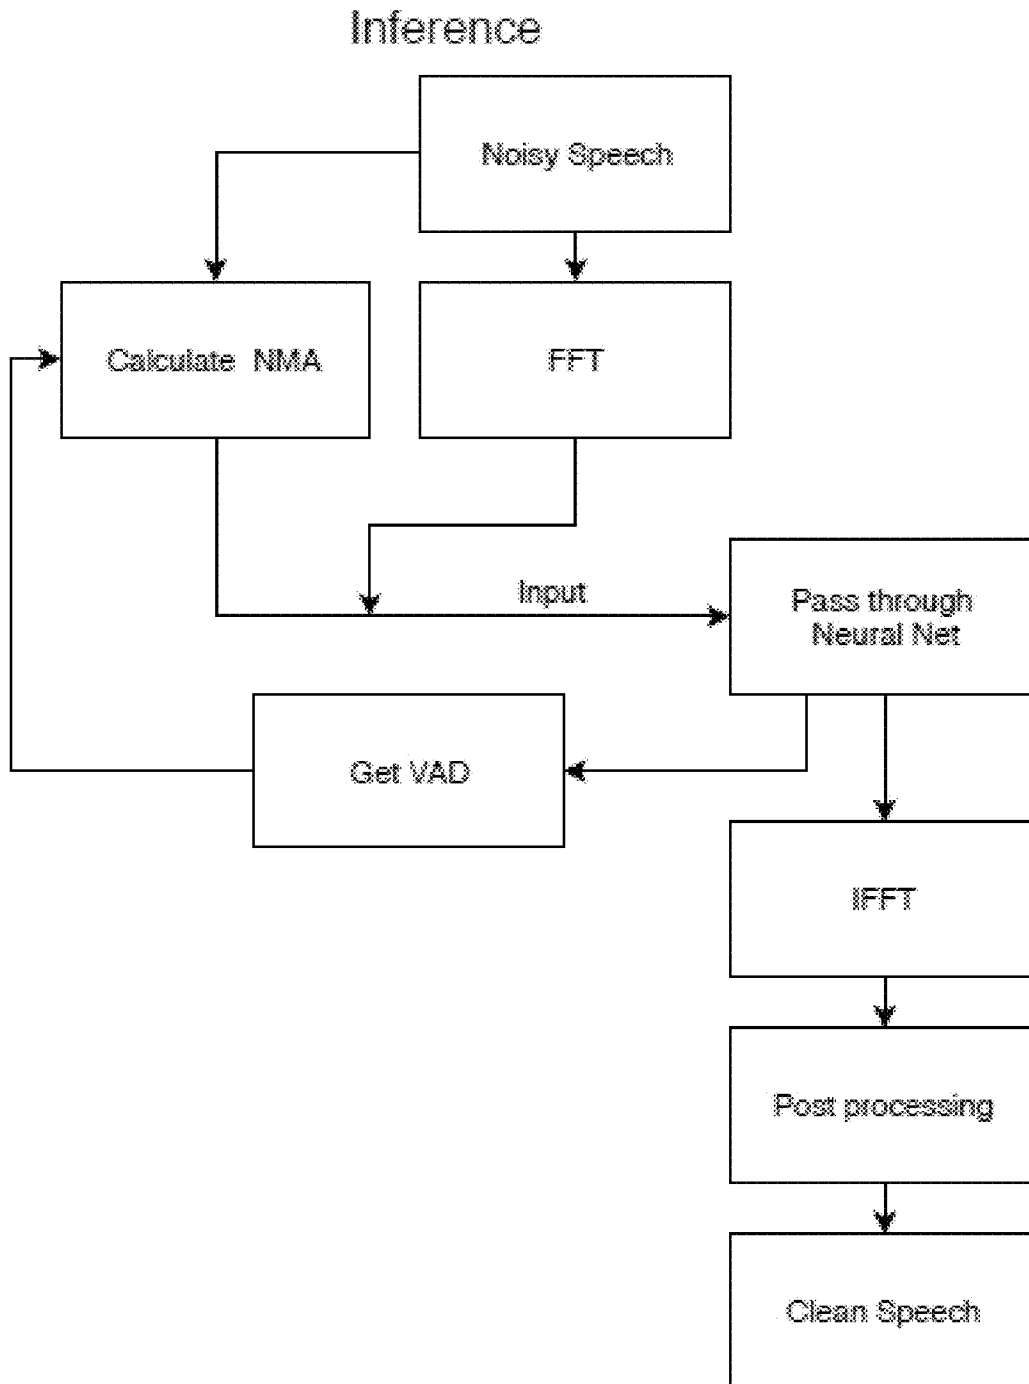 Inference
Noisy Speech
Calculate NMA
FFT
Input
Pass through
Neural Net
Get VAD
IFFT
Post processing
Clean Speech